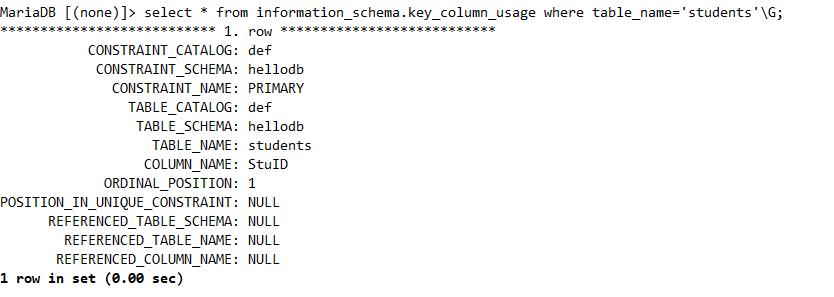 MariaDB [(none)]> select * from information_schema.key_column_usage where table_name='students'\G;
*************************** 1. row ***************************
CONSTRAINT_CATALOG: def
CONSTRAINT_SCHEMA: hellodb
CONSTRAINT_NAME: PRIMARY
TABLE_CATALOG: def
TABLE_SCHEMA: hellodb
TABLE_NAME: students
COLUMN_NAME: StuID
ORDINAL_POSITION: 1
POSITION_IN_UNIQUE_CONSTRAINT: NULL
REFERENCED_TABLE_SCHEMA: NULL
REFERENCED_TABLE_NAME: NULL
REFERENCED_COLUMN_NAME: NULL
1 row in set (0.00 sec)